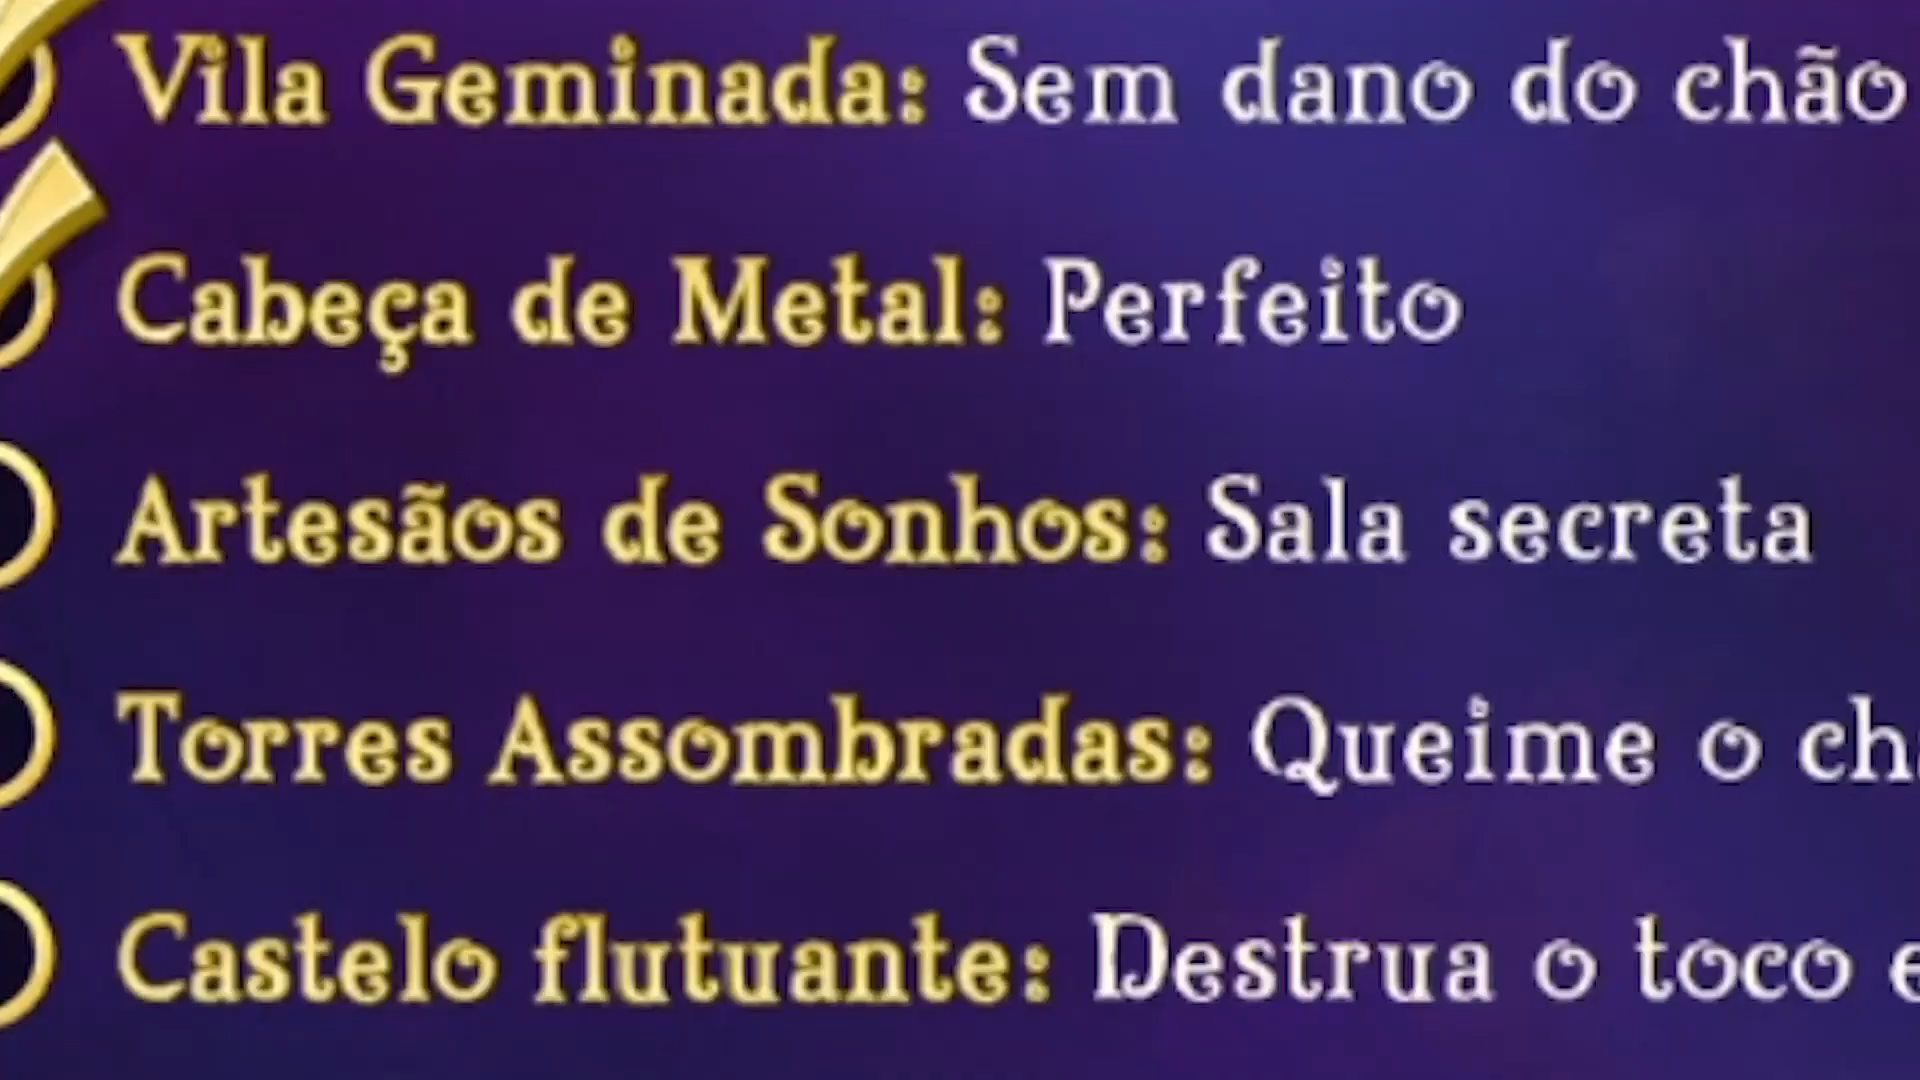 Vila Geminada: Sem dano do chão
Cabeça de Metal: Perfeito
Artesãos de Sonhos: Sala secreta
Torres Assombradas: Queime o
Castelo flutuante: Destrua o toco